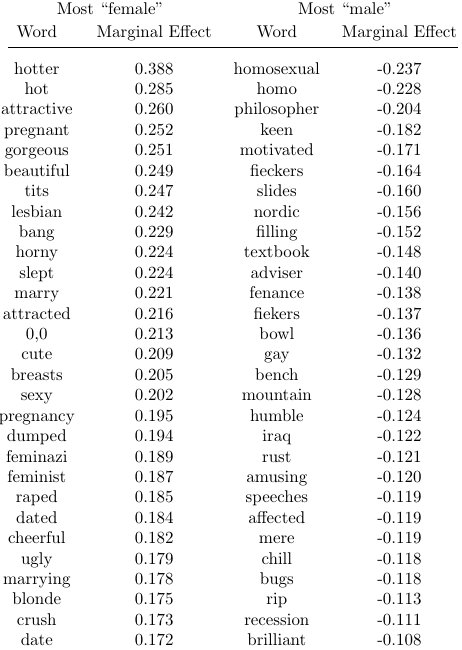 Most “female” Most “male”
Word Marginal Effect Word Marginal Effect
hotter 0.388 homosexual -0.237
hot 0.285 homo -0.228
attractive 0.260 philosopher -0.204
pregnant 0.252 keen -0.182
gorgeous 0.251 motivated -0.171
beautiful 0.249 fieckers -0.164
tits 0.247 slides -0.160
lesbian 0.242 nordic -0.156
bang 0.229 filling -0.152
horny 0.224 textbook -0.148
slept 0.224 adviser -0.140
marry 0.221 fenance -0.138
attracted 0.216 fiekers -0.137
0,0 0.213 bowl -0.136
cute 0.209 gay -0.132
breasts 0.205 bench -0.129
sexy 0.202 mountain -0.128
pregnancy 0.195 humble -0.124
dumped 0.194 iraq -0.122
feminazi 0.189 rust -0.121
feminist 0.187 amusing -0.120
raped 0.185 speeches -0.119
dated 0.184 affected -0.119
cheerful 0.182 mere -0.119
ugly 0.179 chill -0.118
marrying 0.178 bugs -0.118
blonde 0.175 rip -0.113
crush 0.173 recession -0.111
date 0.172 brilliant -0.108